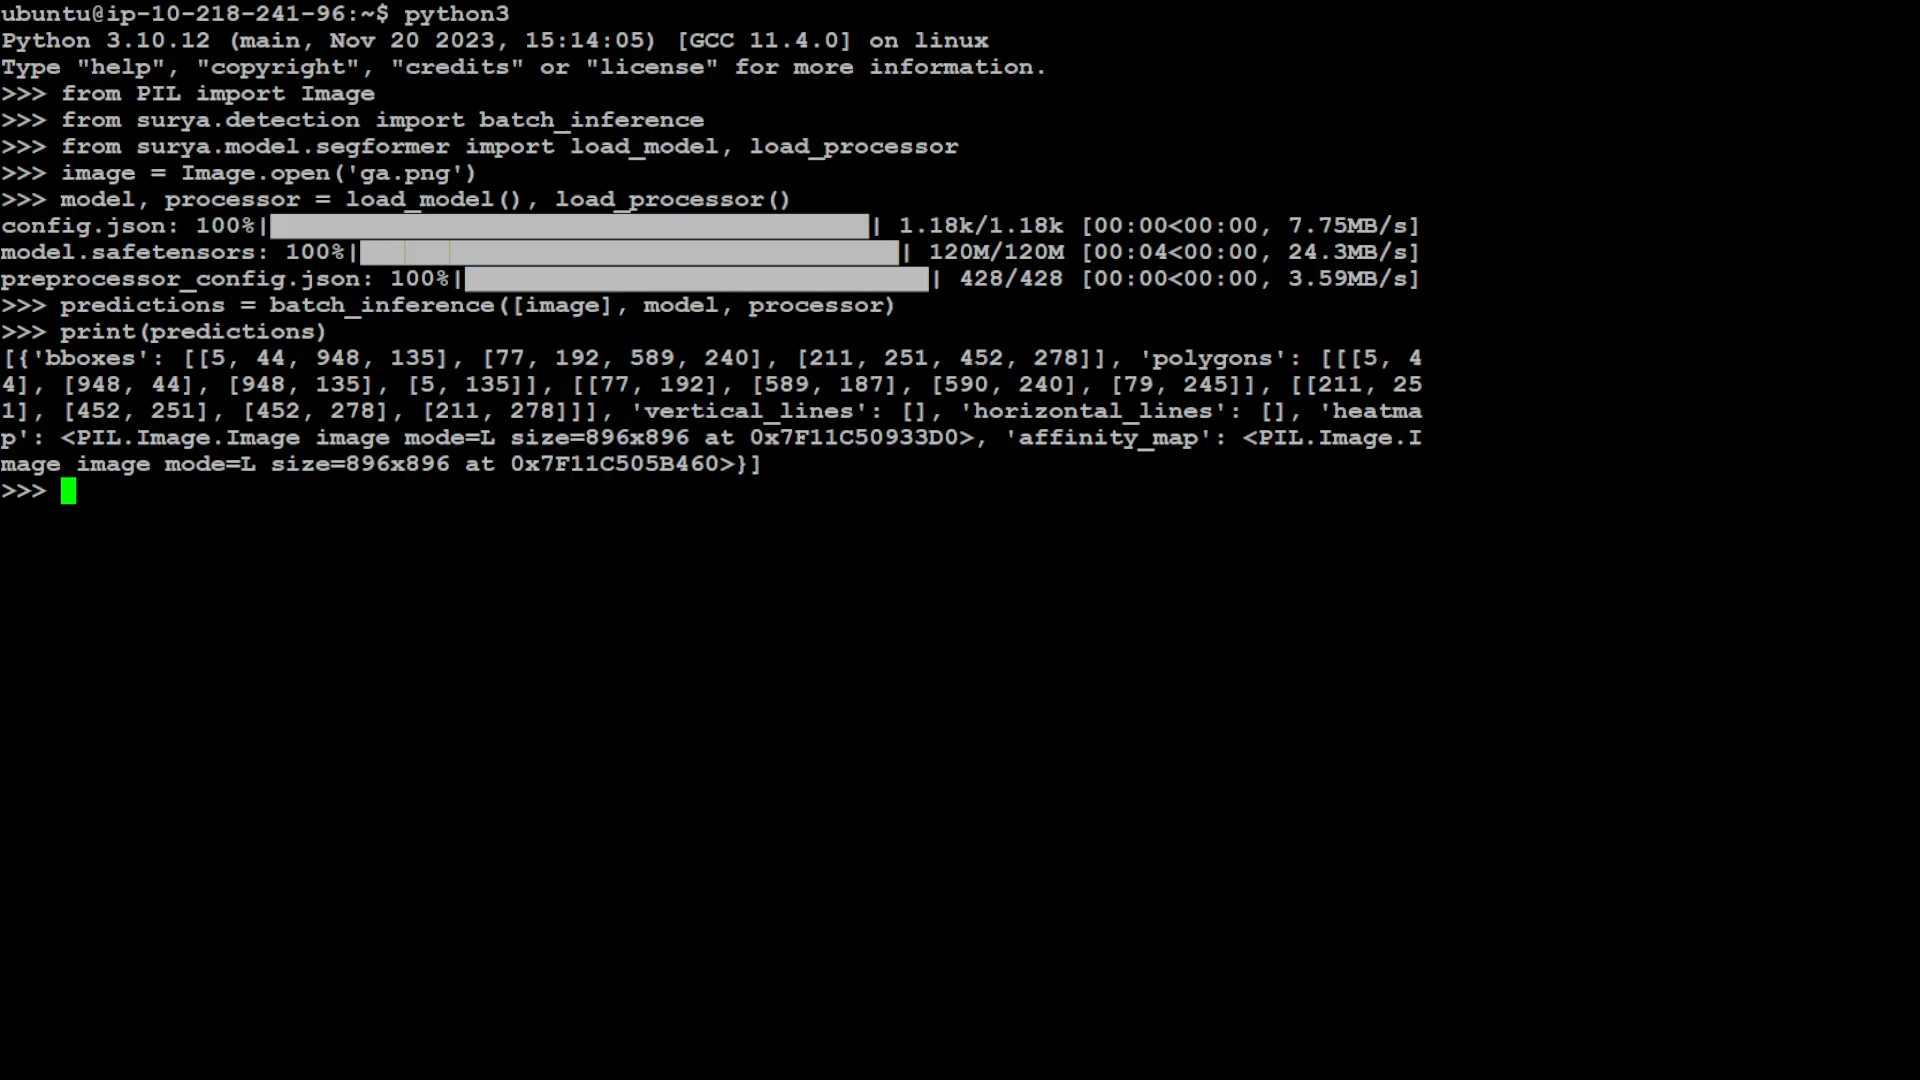 ubuntu@ip-10-218-241-96:~$ python3
Python 3.10.12 (main, Nov 20 2023, 15:14:05) [GCC 11.4.0] on linux
Type "help", "copyright", "credits" or "license" for more information.
>>> from PIL import Image
>>> from surya.detection import batch_inference
>>> from surya.model.segformer import load_model, load_processor
>>> image = Image.open('ga.png')
>>> model, processor = load_model(), load_processor()
config.json: 100%|| 1.18k/1.18k [00:00<00:00, 7.75MB/s]
model.safetensors: 100%|| 120M/120M [00:04<00:00, 24.3MB/s]
preprocessor_config.json: 100%|| 428/428 [00:00<00:00, 3.59MB/s]
>>> predictions = batch_inference([image], model, processor)
>>> print(predictions)
[{'bboxes': [[5, 44, 948, 135], [77, 192, 589, 240], [211, 251, 452, 278]], 'polygons': [[[5, 4
4], [948, 44], [948, 135], [5, 135]], [[77, 192], [589, 187], [590, 240], [79, 245]], [[211, 25
1], [452, 251], [452, 278], [211, 278]]], 'vertical_lines': [], 'horizontal_lines': [], 'heatma
p': <PIL.Image.Image image mode=L size=896x896 at 0x7F11C50933D0>, 'affinity_map': <PIL.Image.I
mage image mode=L size=896x896 at 0x7F11C505B460>}]
>>>